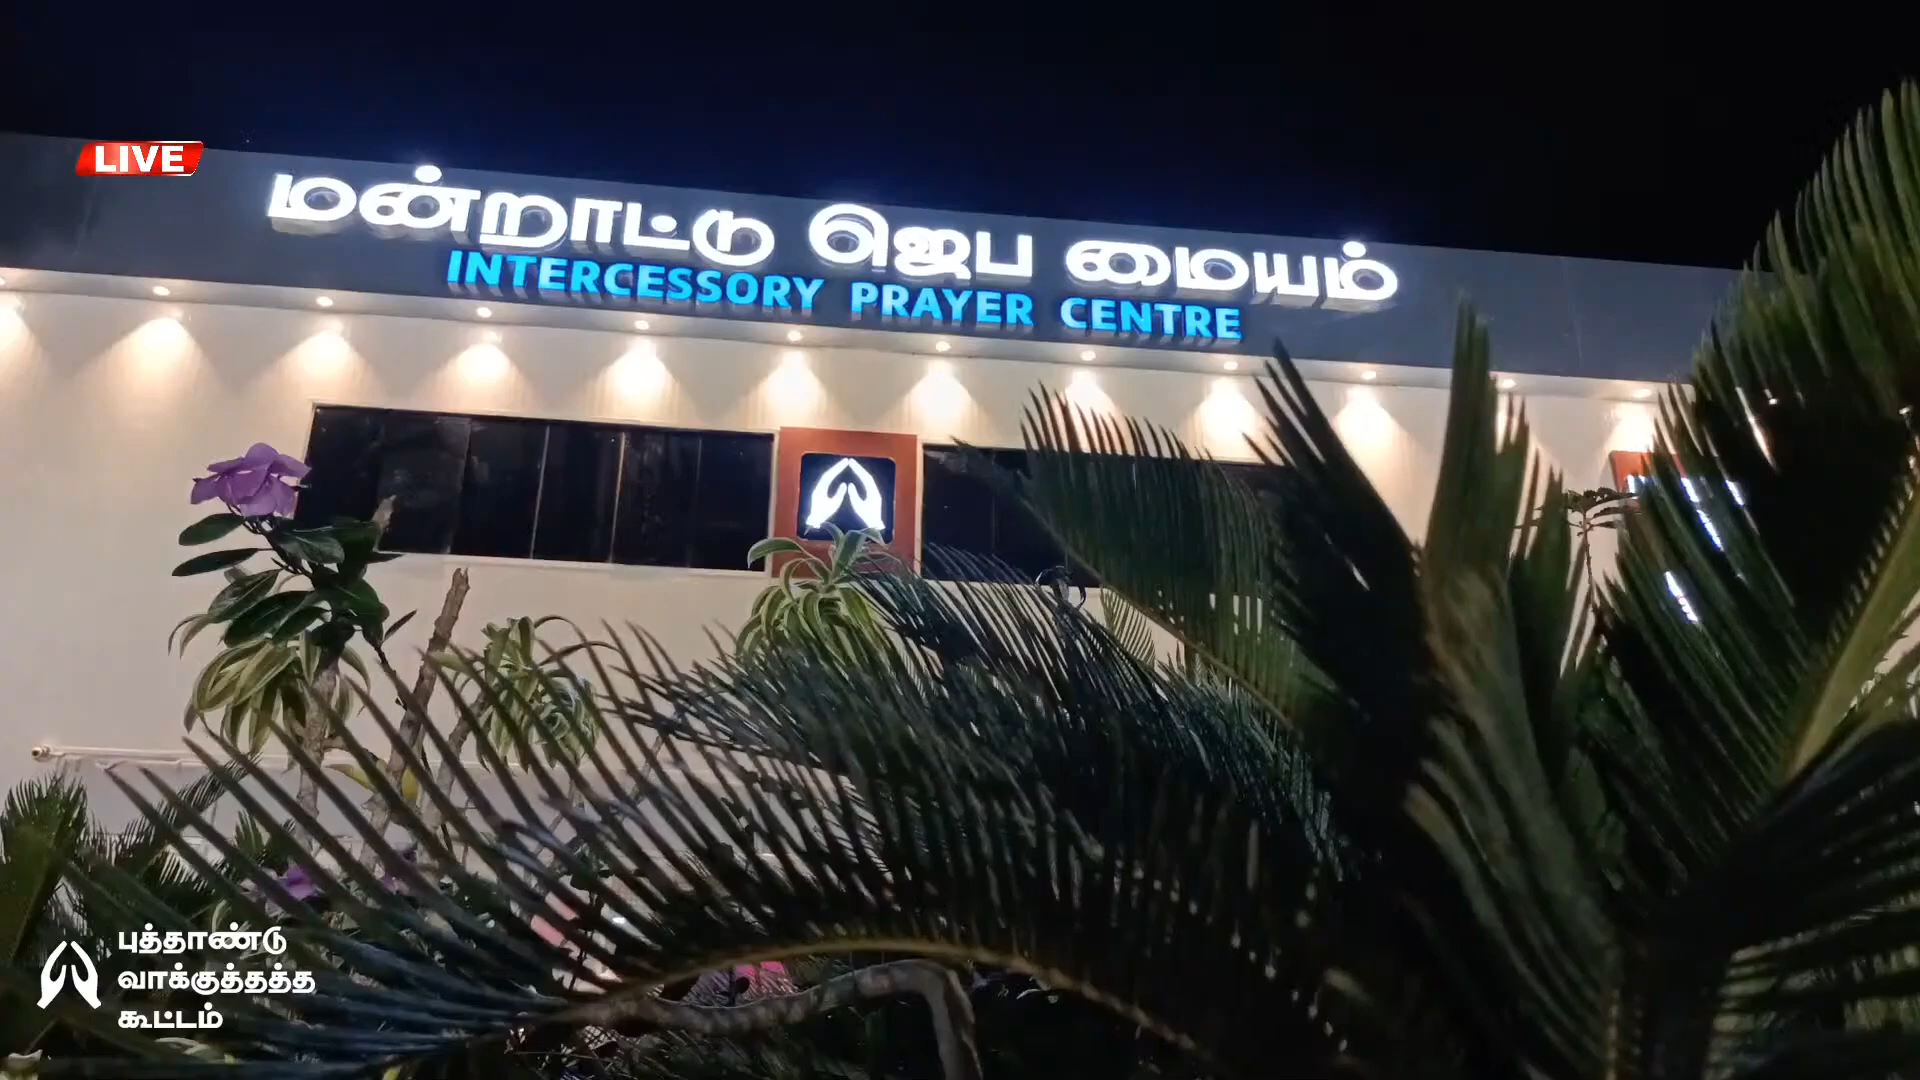 LIVE
மன்றாட்டு ஜெப மையம்
INTERCESSORY PRAYER CENTRE
புத்தாண்டு
வாக்குத்தத்த
கூட்டம்